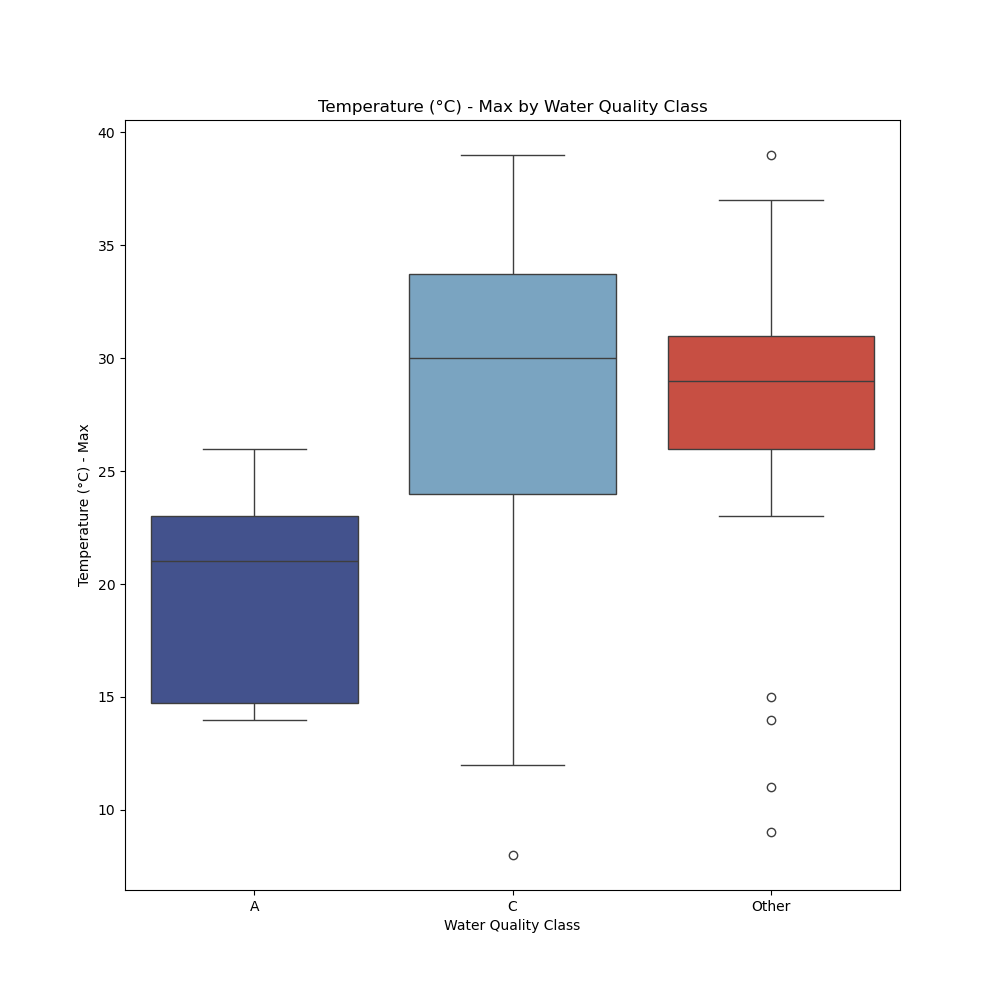 Temperature (°C) - Max by Water Quality Class
40
35
30
25
20
15
10
Temperature (°C) - Max
A C Other
Water Quality Class